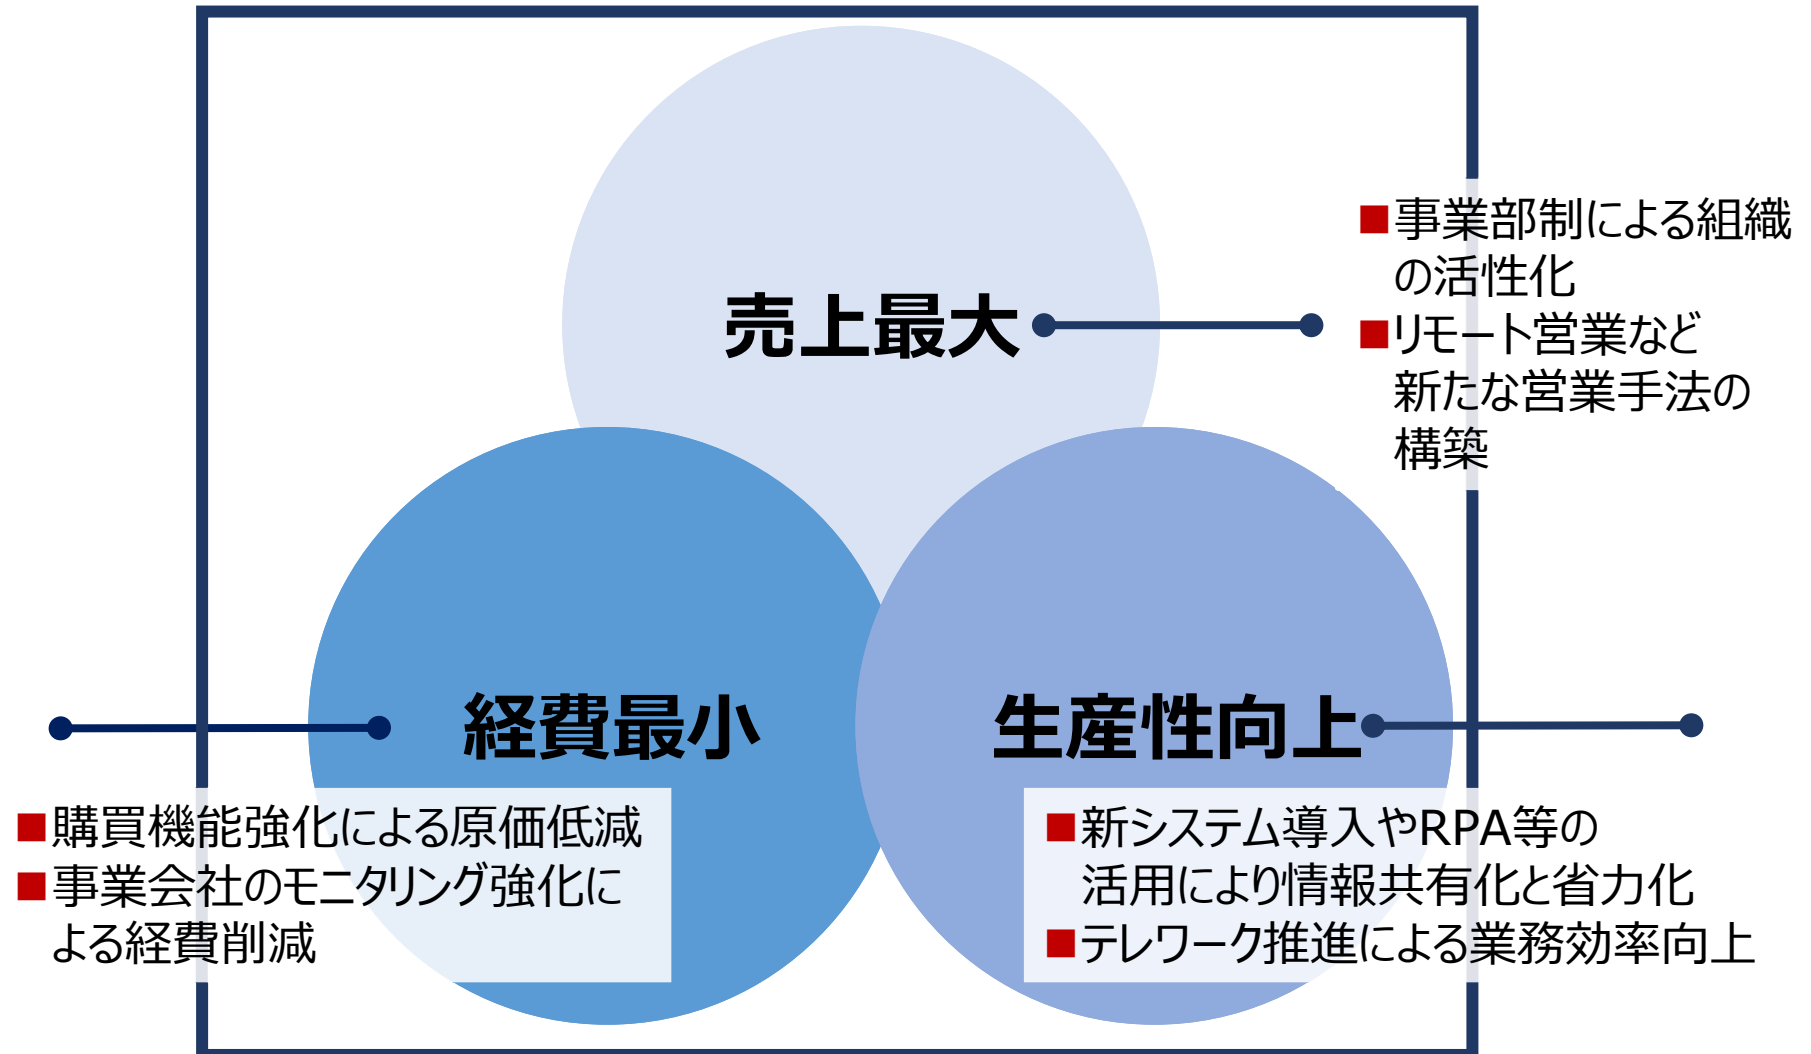 売上最大
■事業部制による組織
の活性化
■リモート営業など
新たな営業手法の
構築
経費最小
■購買機能強化による原価低減
■事業会社のモニタリング強化に
よる経費削減
生産性向上
■新システム導入やRPA等の
活用により情報共有化と省力化
■テレワーク推進による業務効率向上